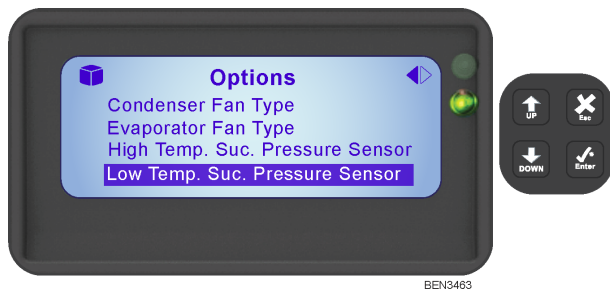 Options
Condenser Fan Type
Evaporator Fan Type
High Temp. Suc. Pressure Sensor
Low Temp. Suc. Pressure Sensor
UP
Esc
DOWN
Enter
BEN3463